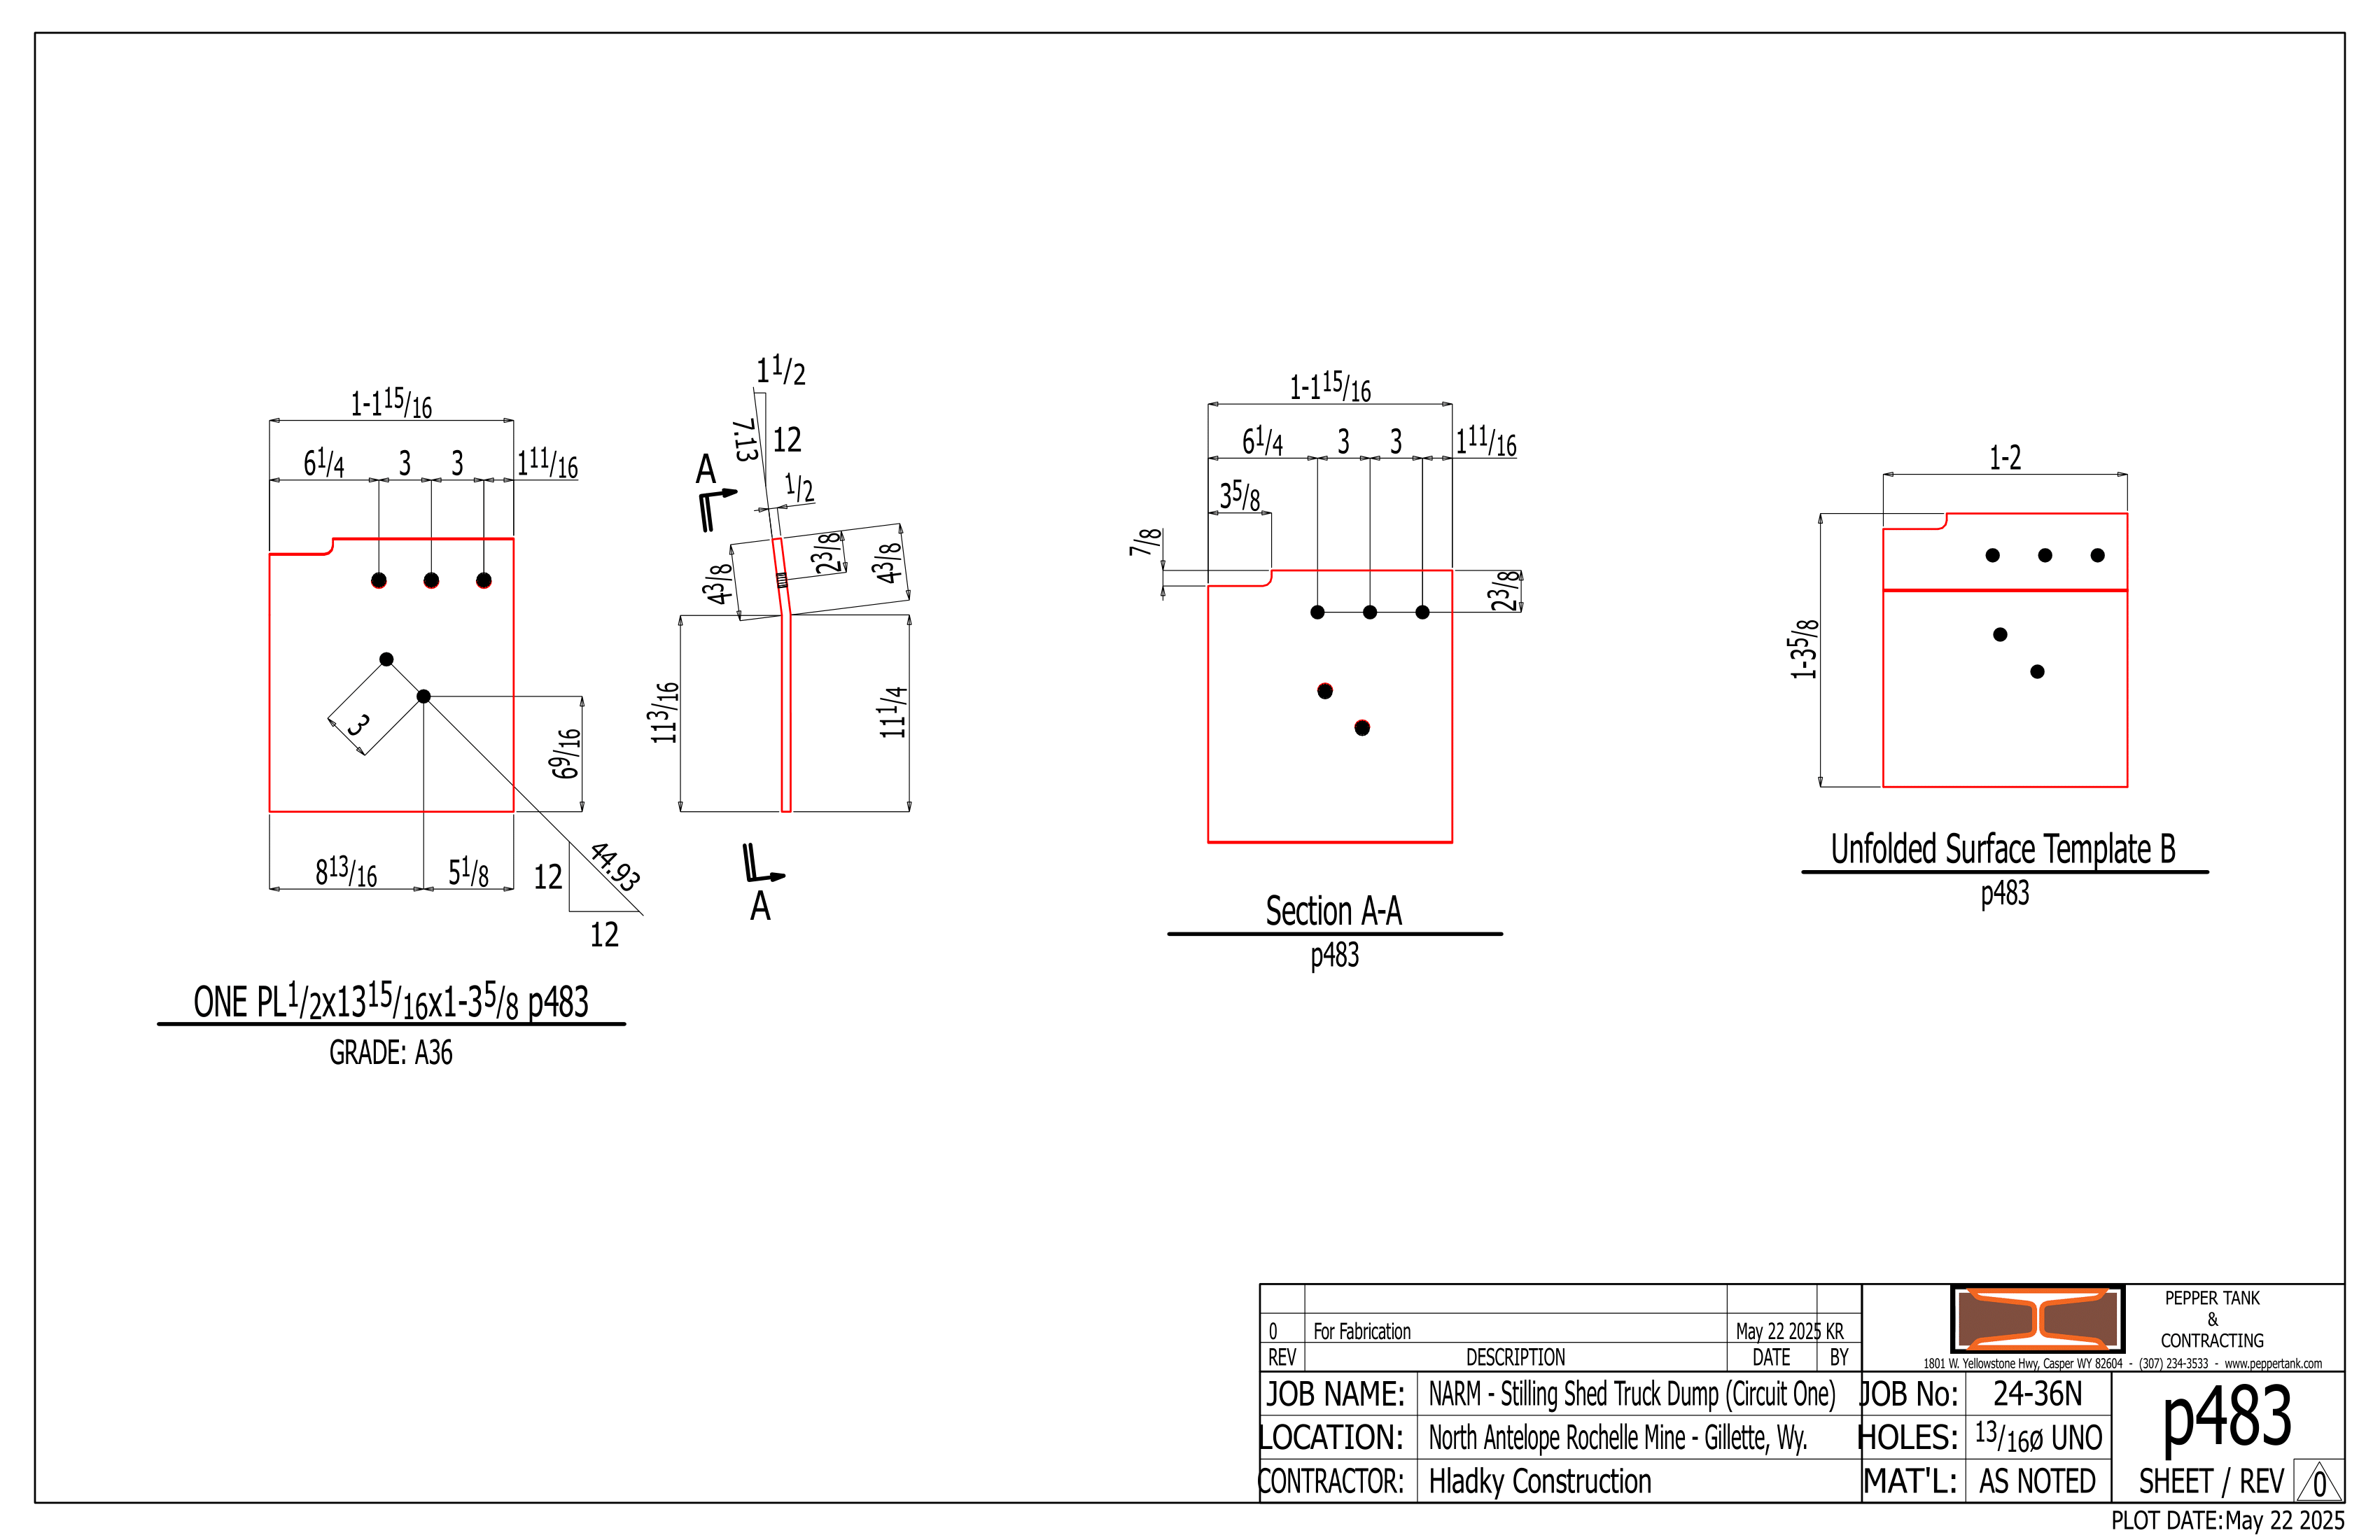 1-1 15/16
6 1/4 3 3 1 11/16
3
6 9/16
8 13/16 5 1/8
12
44.93
12
ONE PL1/2x13 15/16x1-3 5/8 p483
GRADE: A36
1 1/2
7.13
12
A
1/2
4 3/8
2 3/8
4 3/8
11 3/16
11 1/4
A
1-1 15/16
6 1/4 3 3 1 11/16
3 5/8
7/8
2 3/8
Section A-A
p483
1-2
1-3 5/8
Unfolded Surface Template B
p483
0 For Fabrication May 22 2025 KR
REV DESCRIPTION DATE BY
PEPPER TANK
&
CONTRACTING
1801 W. Yellowstone Hwy, Casper WY 82604 - (307) 234-3533 - www.peppertank.com
JOB NAME: NARM - Stilling Shed Truck Dump (Circuit One)
LOCATION: North Antelope Rochelle Mine - Gillette, Wy.
CONTRACTOR: Hladky Construction
JOB No: 24-36N
HOLES: 13/16ø UNO
MAT'L: AS NOTED
p483
SHEET / REV 0
PLOT DATE:May 22 2025